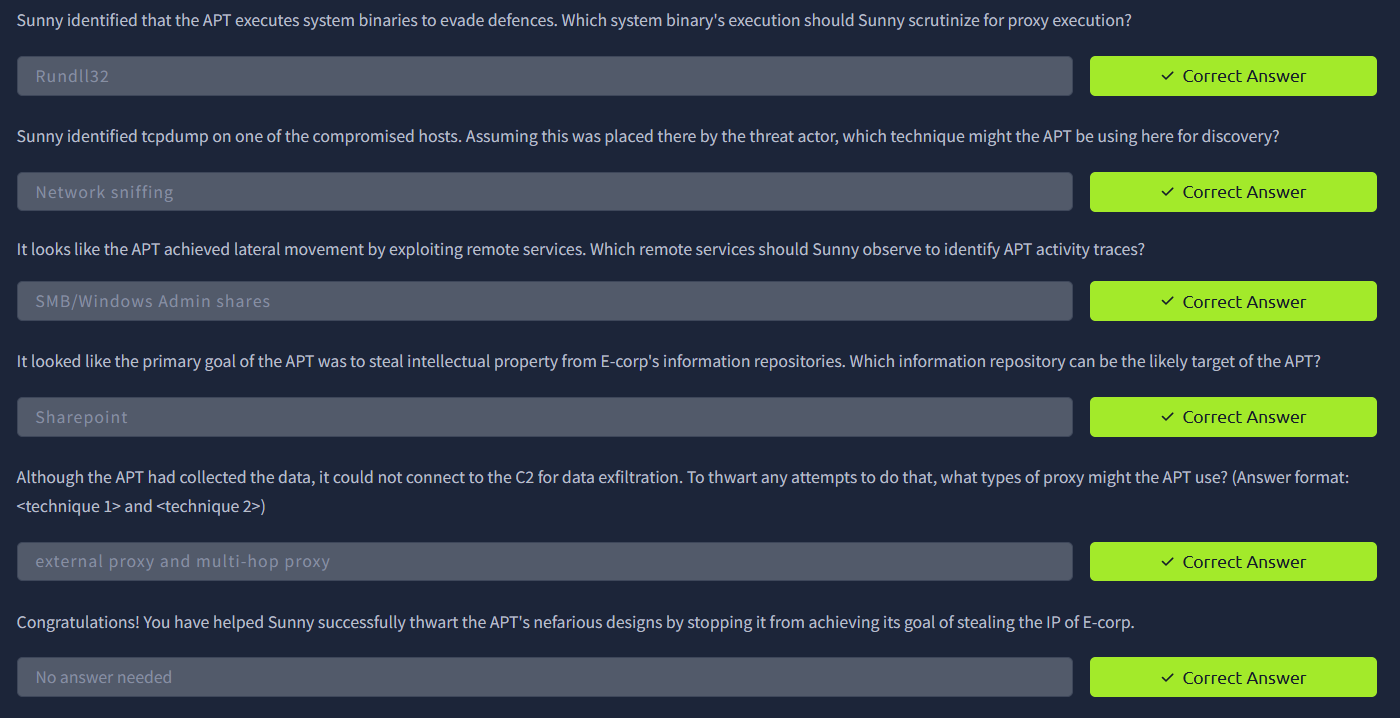 Sunny identified that the APT executes system binaries to evade defences. Which system binary's execution should Sunny scrutinize for proxy execution?
Rundll32
✓ Correct Answer
Sunny identified tcpdump on one of the compromised hosts. Assuming this was placed there by the threat actor, which technique might the APT be using here for discovery?
Network sniffing
✓ Correct Answer
It looks like the APT achieved lateral movement by exploiting remote services. Which remote services should Sunny observe to identify APT activity traces?
SMB/Windows Admin shares
✓ Correct Answer
It looked like the primary goal of the APT was to steal intellectual property from E-corp's information repositories. Which information repository can be the likely target of the APT?
Sharepoint
✓ Correct Answer
Although the APT had collected the data, it could not connect to the C2 for data exfiltration. To thwart any attempts to do that, what types of proxy might the APT use? (Answer format:
<technique 1> and <technique 2>)
external proxy and multi-hop proxy
✓ Correct Answer
Congratulations! You have helped Sunny successfully thwart the APT's nefarious designs by stopping it from achieving its goal of stealing the IP of E-corp.
No answer needed
✓ Correct Answer